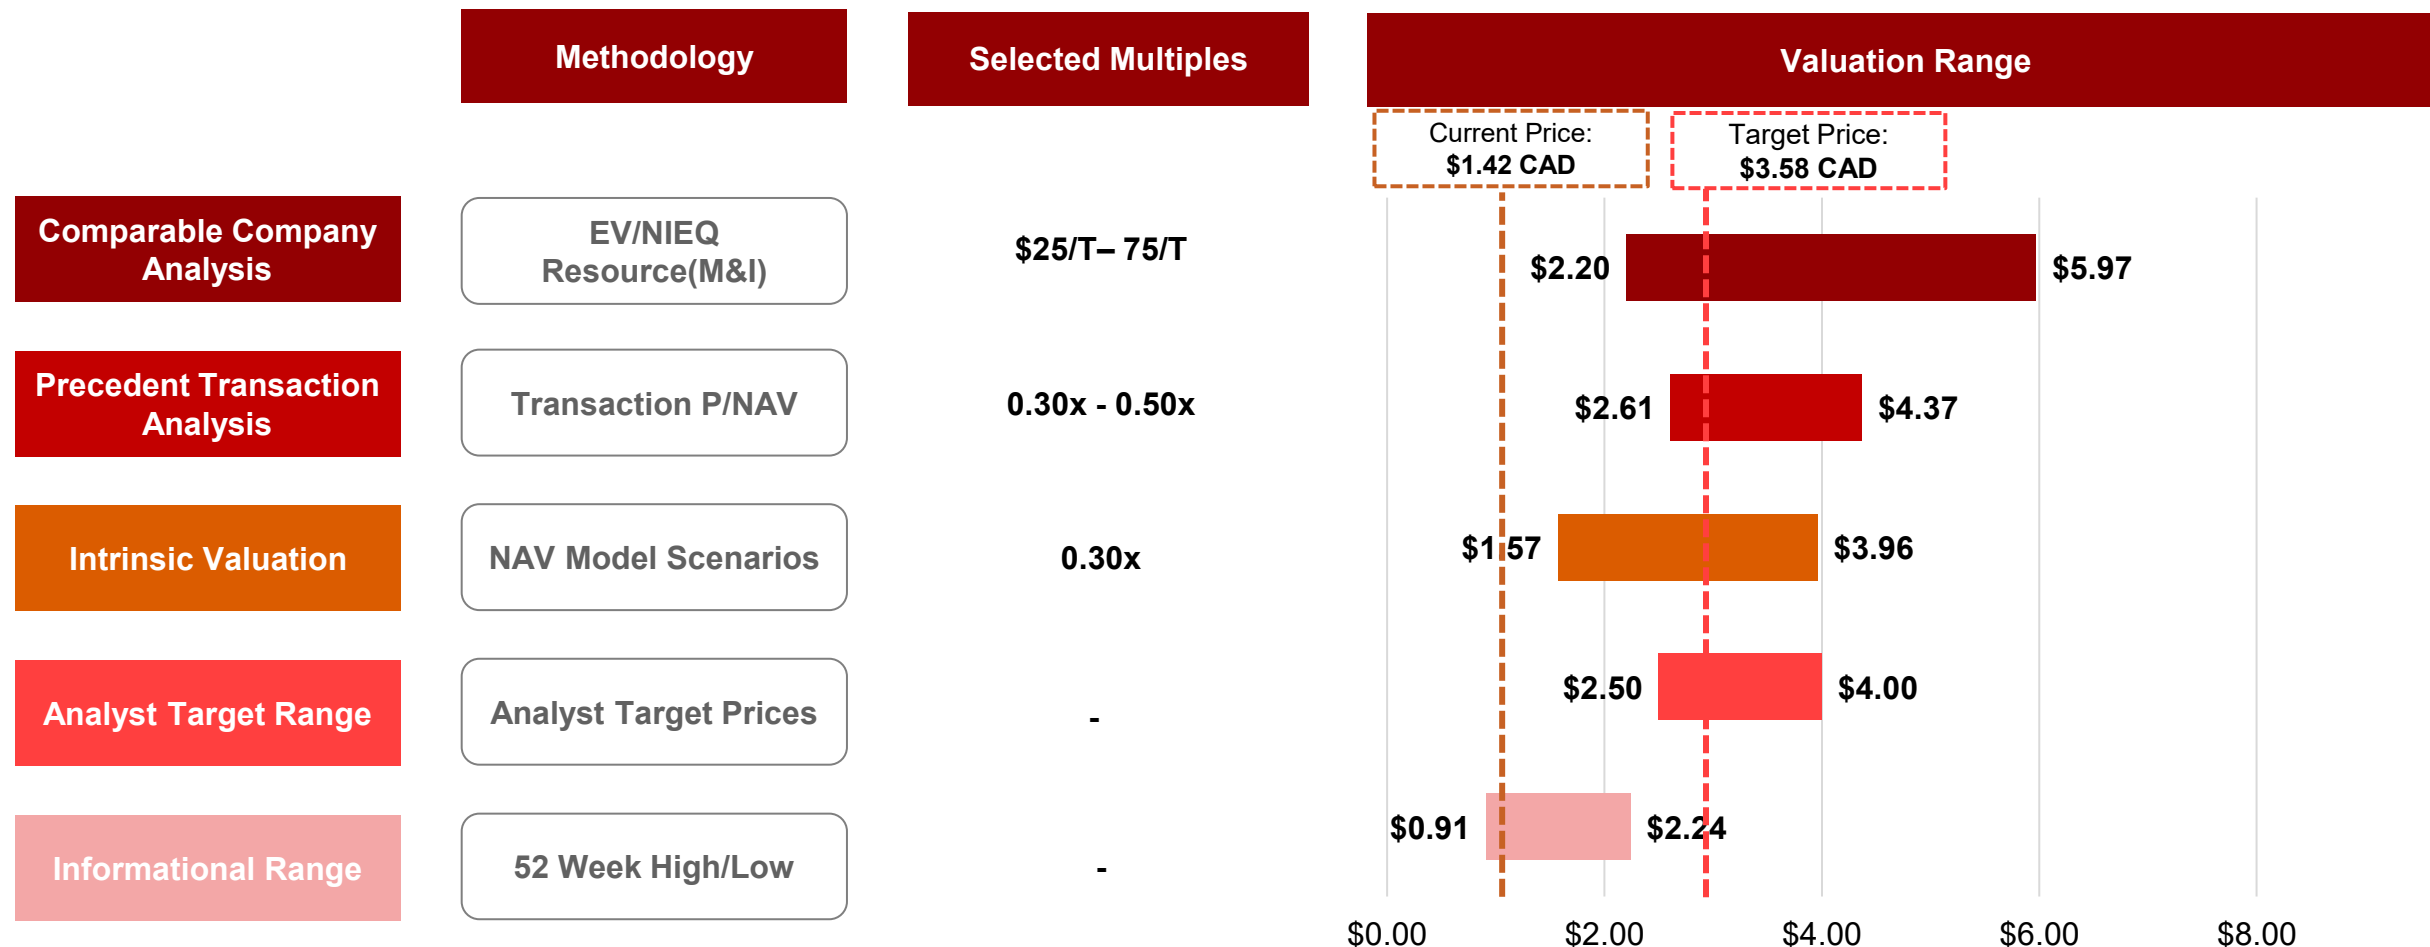 Methodology
Selected Multiples
Valuation Range
Current Price:
$1.42 CAD
Target Price:
$3.58 CAD
Comparable Company
Analysis
EV/NIEQ
Resource(M&I)
$25/T– 75/T
$2.20
$5.97
Precedent Transaction
Analysis
Transaction P/NAV
0.30x - 0.50x
$2.61
$4.37
Intrinsic Valuation
NAV Model Scenarios
0.30x
$1.57
$3.96
Analyst Target Range
Analyst Target Prices
-
$2.50
$4.00
Informational Range
52 Week High/Low
-
$0.91
$2.24
$0.00
$2.00
$4.00
$6.00
$8.00